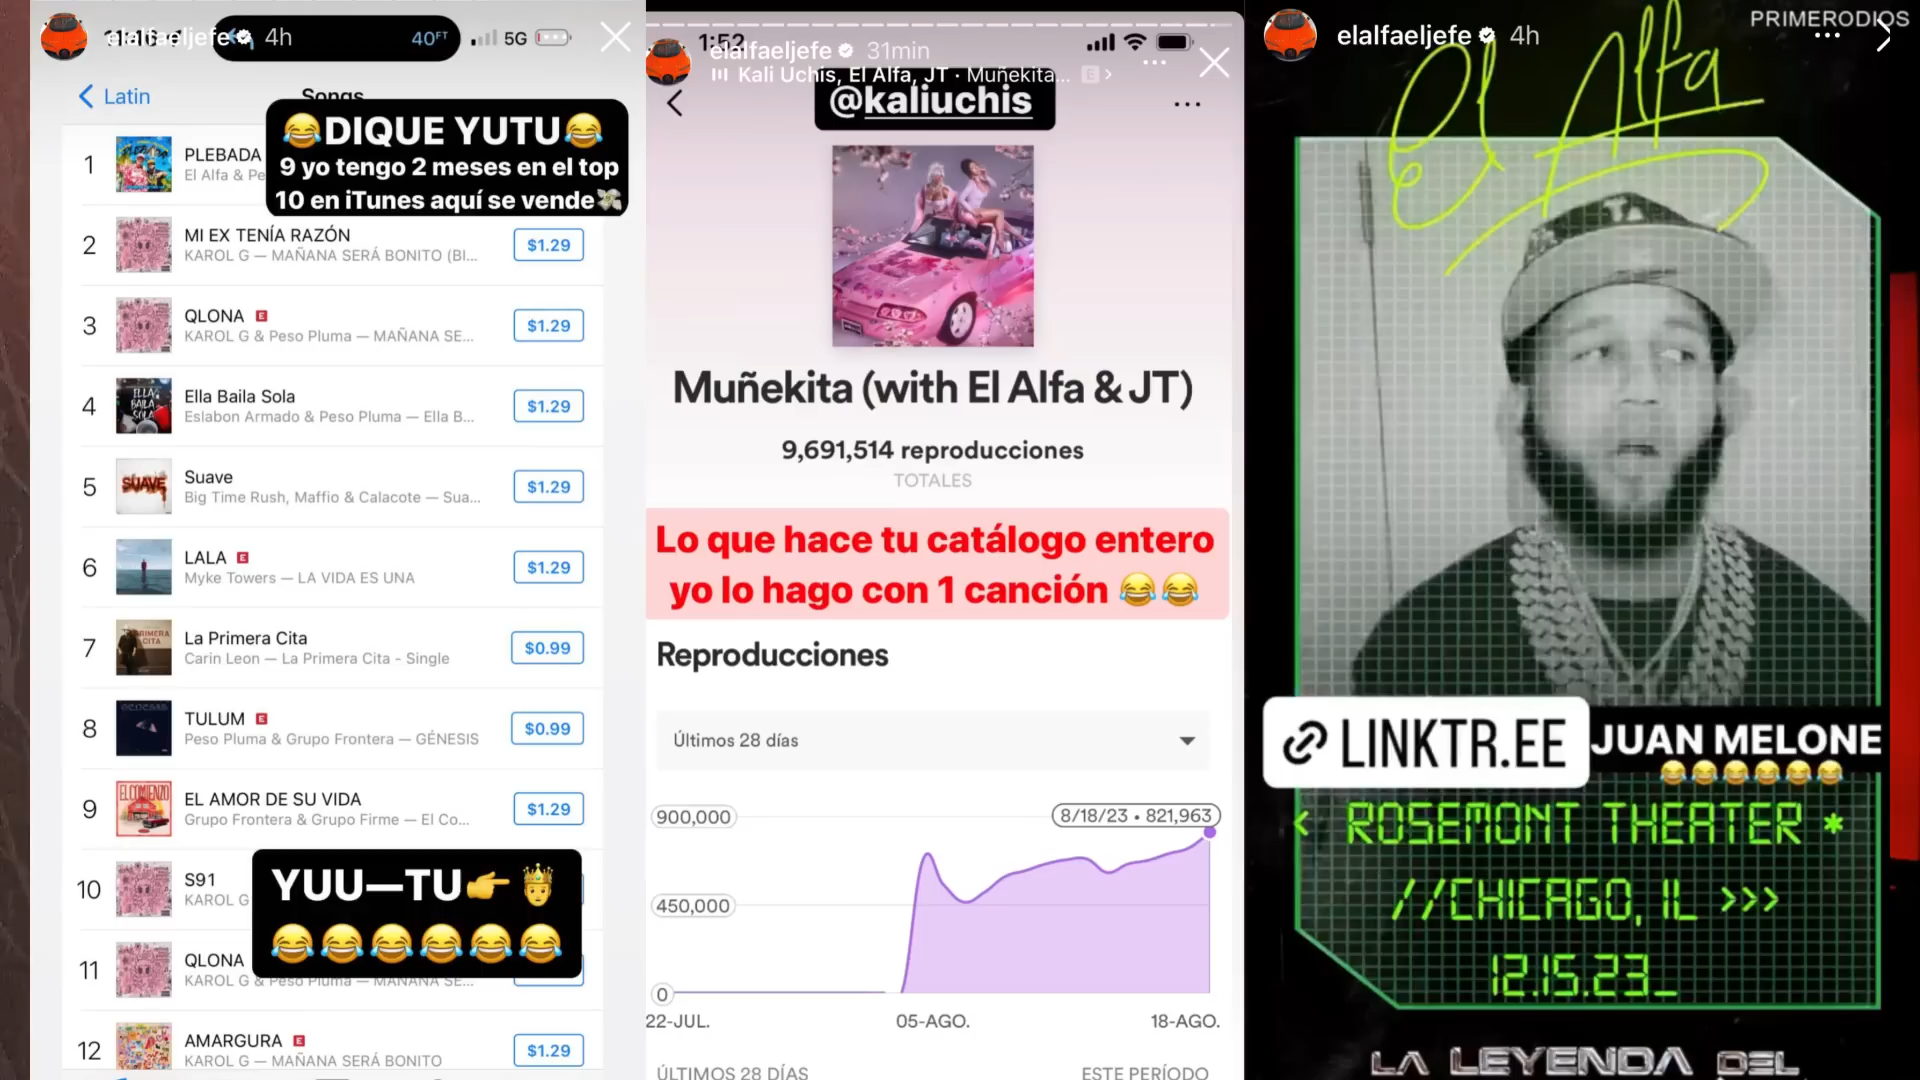 elalfaeljefe 4h
40FT
5G
Latin
Songs
😂DIQUE YUTU😂
9 yo tengo 2 meses en el top
10 en iTunes aquí se vende💸
1
PLEBADA
El Alfa & Pe
2
MI EX TENÍA RAZÓN
KAROL G — MAÑANA SERÁ BONITO (BI...
$1.29
3
QLONA E
KAROL G & Peso Pluma — MAÑANA SE...
$1.29
4
Ella Baila Sola
Eslabon Armado & Peso Pluma — Ella B...
$1.29
5
Suave
Big Time Rush, Maffio & Calacote — Sua...
$1.29
SUAVE
6
LALA E
Myke Towers — LA VIDA ES UNA
$1.29
7
La Primera Cita
Carin Leon — La Primera Cita - Single
$0.99
8
TULUM E
Peso Pluma & Grupo Frontera — GÉNESIS
$0.99
9
EL AMOR DE SU VIDA
Grupo Frontera & Grupo Firme — El Co...
$1.29
10
S91
KAROL G
YUU—TU👉🤴
😂😂😂😂😂😂
11
QLONA
KAROL G & Peso Pluma — MAÑANA SE...
12
AMARGURA E
KAROL G — MAÑANA SERÁ BONITO
$1.29
1:52
elalfaeljefe 31min
Kali Uchis, El Alfa, JT · Muñekita... E
@kaliuchis
Muñekita (with El Alfa & JT)
9,691,514 reproducciones
TOTALES
Lo que hace tu catálogo entero
yo lo hago con 1 canción 😂😂
Reproducciones
Últimos 28 días
900,000
8/18/23 • 821,963
450,000
0
22-JUL.
05-AGO.
18-AGO.
ÚLTIMOS 28 DÍAS
ESTE PERÍODO
elalfaeljefe 4h
PRIMERODIOS
El Alfa
LINKTR.EE
JUAN MELONE
😂😂😂😂😂😂
< ROSEMONT THEATER *
//CHICAGO, IL >>>
12.15.23_
LA LEYENDA DEL